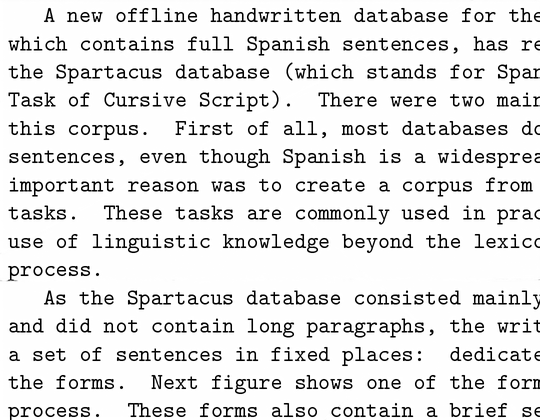 A new offline handwritten database for the
which contains full Spanish sentences, has re
the Spartacus database (which stands for Spar
Task of Cursive Script). There were two main
this corpus. First of all, most databases do
sentences, even though Spanish is a widesprea
important reason was to create a corpus from
tasks. These tasks are commonly used in prac
use of linguistic knowledge beyond the lexico
process.
As the Spartacus database consisted mainly
and did not contain long paragraphs, the writ
a set of sentences in fixed places: dedicate
the forms. Next figure shows one of the form
process. These forms also contain a brief se